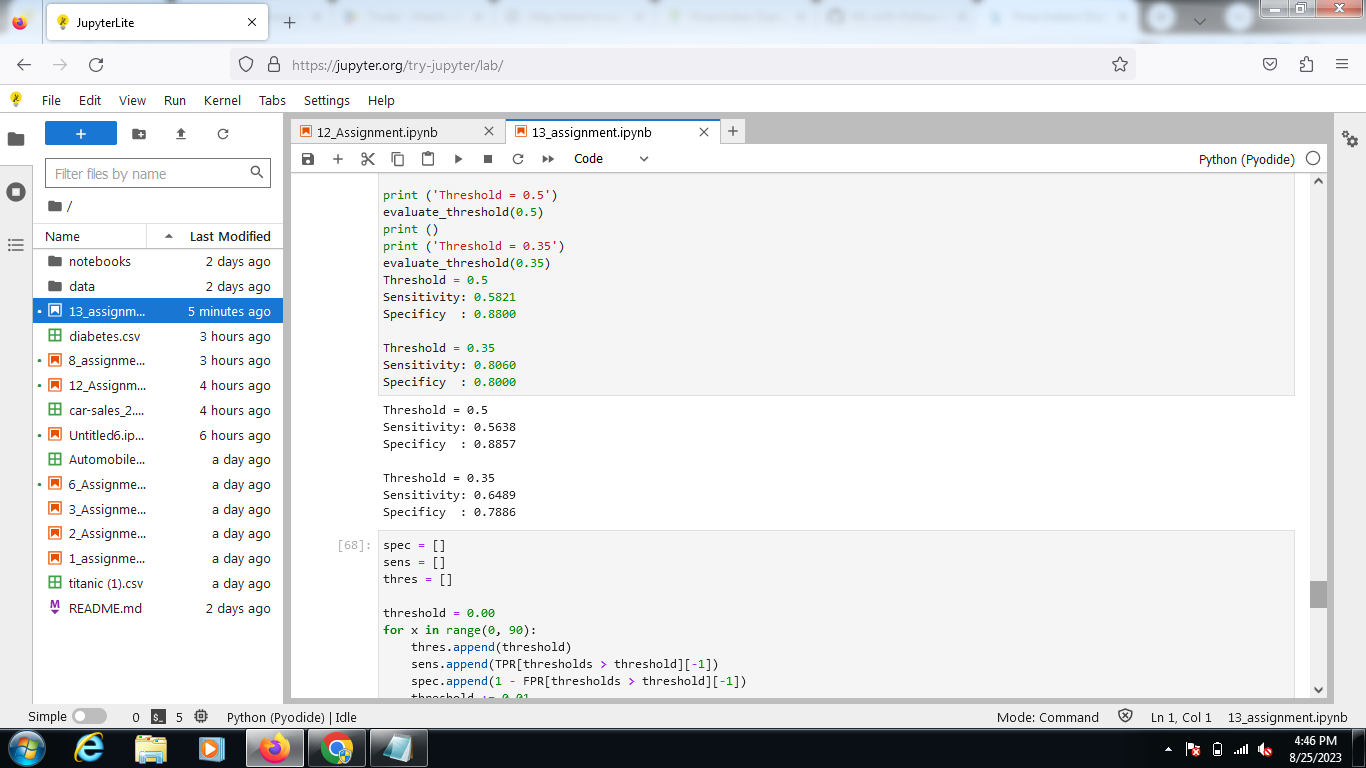 JupyterLite
https://jupyter.org/try-jupyter/lab/
File Edit View Run Kernel Tabs Settings Help
12_Assignment.ipynb
13_assignment.ipynb
Code
Python (Pyodide)
Filter files by name
/
Name Last Modified
notebooks 2 days ago
data 2 days ago
13_assignm... 5 minutes ago
diabetes.csv 3 hours ago
8_assignme... 3 hours ago
12_Assignm... 4 hours ago
car-sales_2.... 4 hours ago
Untitled6.ip... 6 hours ago
Automobile... a day ago
6_Assignme... a day ago
3_Assignme... a day ago
2_Assignme... a day ago
1_assignme... a day ago
titanic (1).csv a day ago
README.md 2 days ago
print ('Threshold = 0.5')
evaluate_threshold(0.5)
print ()
print ('Threshold = 0.35')
evaluate_threshold(0.35)
Threshold = 0.5
Sensitivity: 0.5821
Specificy  : 0.8800
Threshold = 0.35
Sensitivity: 0.8060
Specificy  : 0.8000
Threshold = 0.5
Sensitivity: 0.5638
Specificy  : 0.8857
Threshold = 0.35
Sensitivity: 0.6489
Specificy  : 0.7886
[68]:
spec = []
sens = []
thres = []
threshold = 0.00
for x in range(0, 90):
    thres.append(threshold)
    sens.append(TPR[thresholds > threshold][-1])
    spec.append(1 - FPR[thresholds > threshold][-1])
    threshold += 0.01
Simple 0 5 Python (Pyodide) | Idle
Mode: Command Ln 1, Col 1 13_assignment.ipynb
4:46 PM
8/25/2023